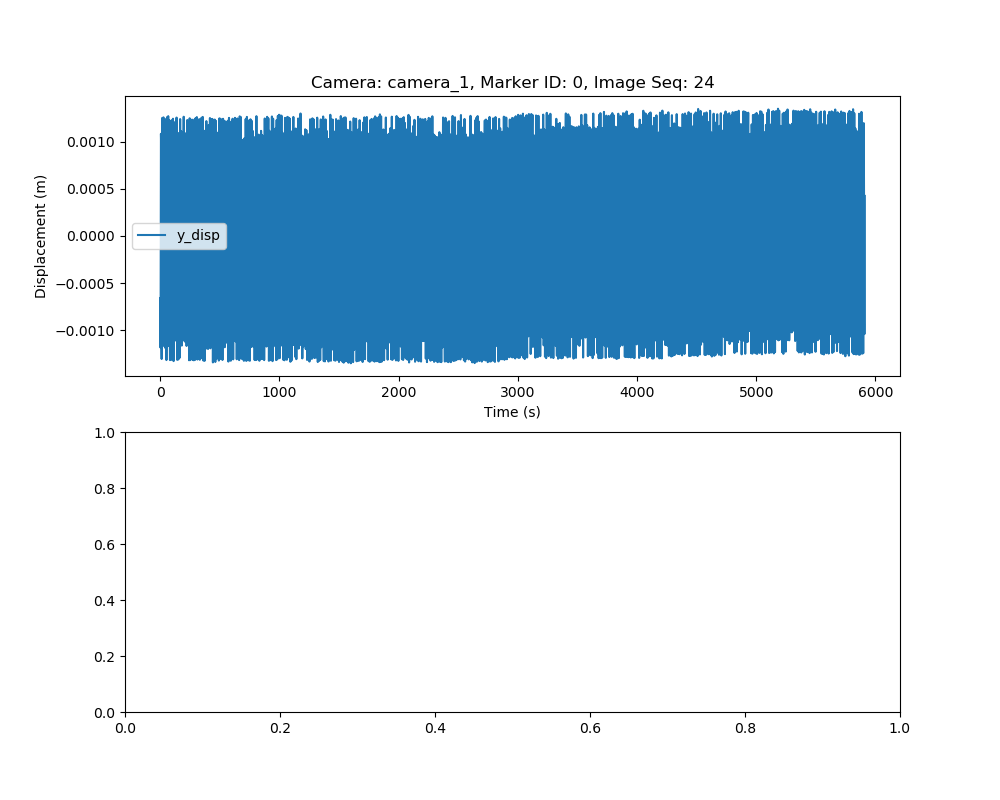 Camera: camera_1, Marker ID: 0, Image Seq: 24
Displacement (m)
0.0010
0.0005
0.0000
−0.0005
−0.0010
y_disp
0 1000 2000 3000 4000 5000 6000
Time (s)
1.0
0.8
0.6
0.4
0.2
0.0
0.0 0.2 0.4 0.6 0.8 1.0